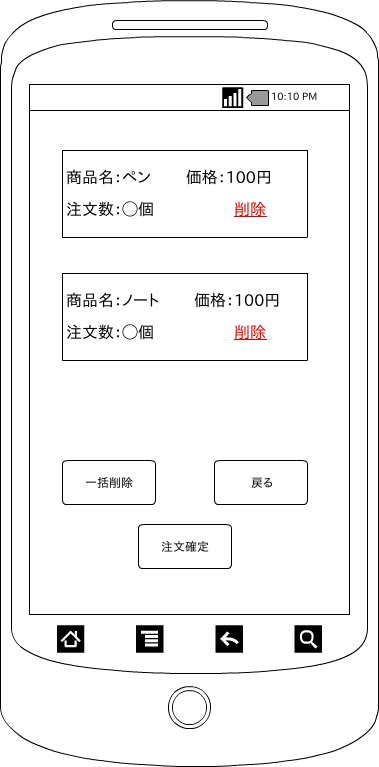 10:10 PM
商品名：ペン 価格：100円
注文数：◯個 削除
商品名：ノート 価格：100円
注文数：◯個 削除
一括削除 戻る
注文確定